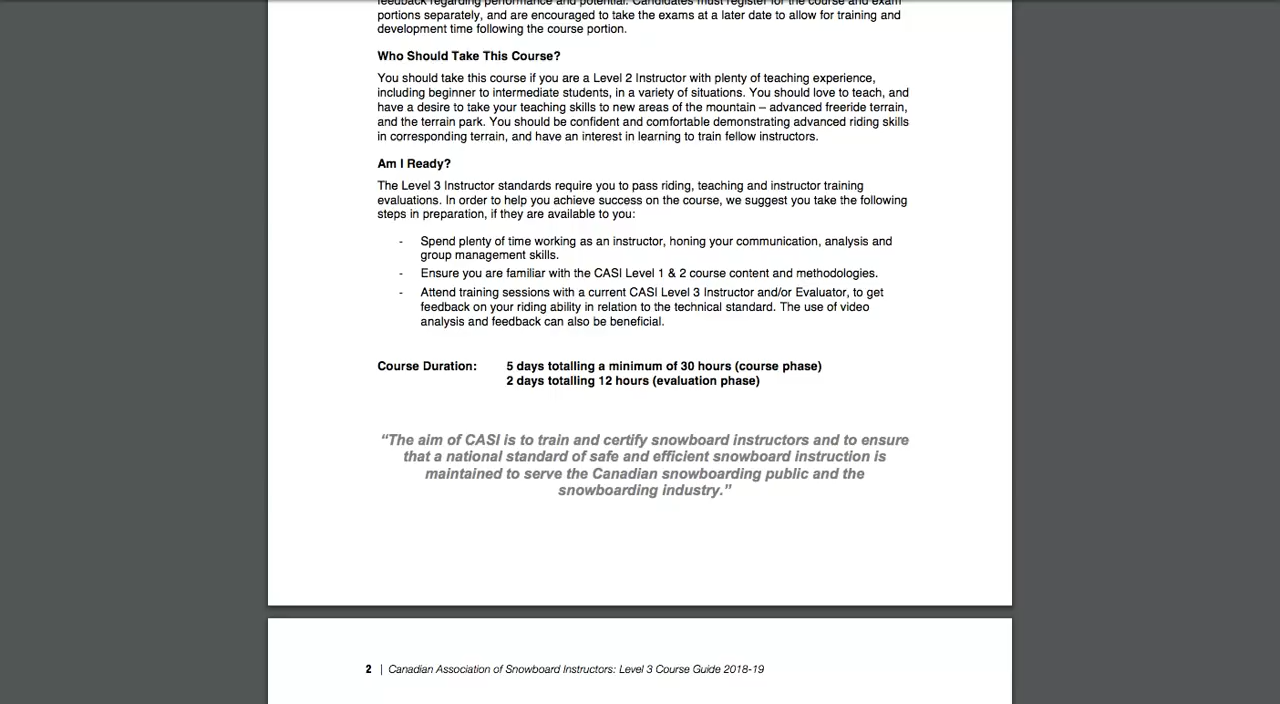 feedback regarding performance and potential. Candidates must register for the course and exam
portions separately, and are encouraged to take the exams at a later date to allow for training and
development time following the course portion.
Who Should Take This Course?
You should take this course if you are a Level 2 Instructor with plenty of teaching experience,
including beginner to intermediate students, in a variety of situations. You should love to teach, and
have a desire to take your teaching skills to new areas of the mountain – advanced freeride terrain,
and the terrain park. You should be confident and comfortable demonstrating advanced riding skills
in corresponding terrain, and have an interest in learning to train fellow instructors.
Am I Ready?
The Level 3 Instructor standards require you to pass riding, teaching and instructor training
evaluations. In order to help you achieve success on the course, we suggest you take the following
steps in preparation, if they are available to you:
- Spend plenty of time working as an instructor, honing your communication, analysis and
group management skills.
- Ensure you are familiar with the CASI Level 1 & 2 course content and methodologies.
- Attend training sessions with a current CASI Level 3 Instructor and/or Evaluator, to get
feedback on your riding ability in relation to the technical standard. The use of video
analysis and feedback can also be beneficial.
Course Duration: 5 days totalling a minimum of 30 hours (course phase)
2 days totalling 12 hours (evaluation phase)
“The aim of CASI is to train and certify snowboard instructors and to ensure
that a national standard of safe and efficient snowboard instruction is
maintained to serve the Canadian snowboarding public and the
snowboarding industry.”
2 | Canadian Association of Snowboard Instructors: Level 3 Course Guide 2018-19